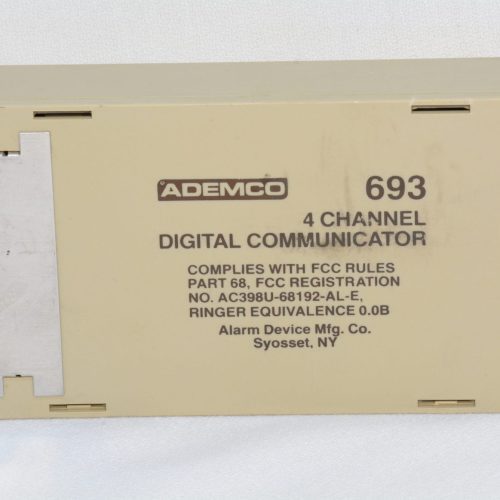 ADEMCO 693
4 CHANNEL
DIGITAL COMMUNICATOR
COMPLIES WITH FCC RULES
PART 68, FCC REGISTRATION
NO. AC398U-68192-AL-E,
RINGER EQUIVALENCE 0.0B
Alarm Device Mfg. Co.
Syosset, NY